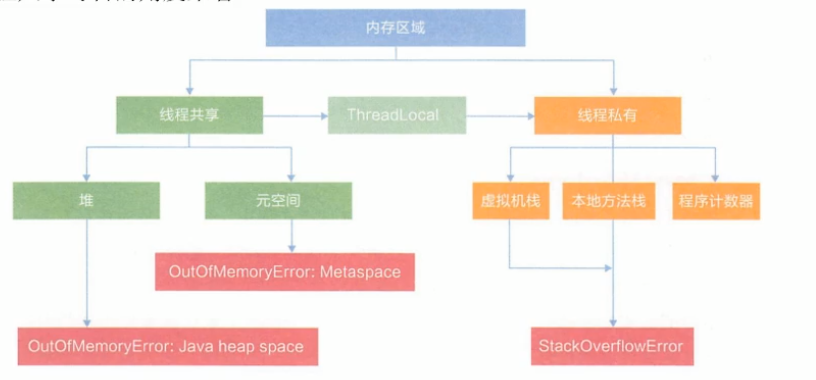 内存区域
线程共享
ThreadLocal
线程私有
堆
元空间
虚拟机栈
本地方法栈
程序计数器
OutOfMemoryError: Metaspace
OutOfMemoryError: Java heap space
StackOverflowError